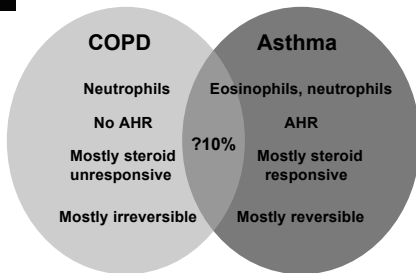 COPD
Asthma
Neutrophils
Eosinophils, neutrophils
No AHR
AHR
?10%
Mostly steroid
unresponsive
Mostly steroid
responsive
Mostly irreversible
Mostly reversible